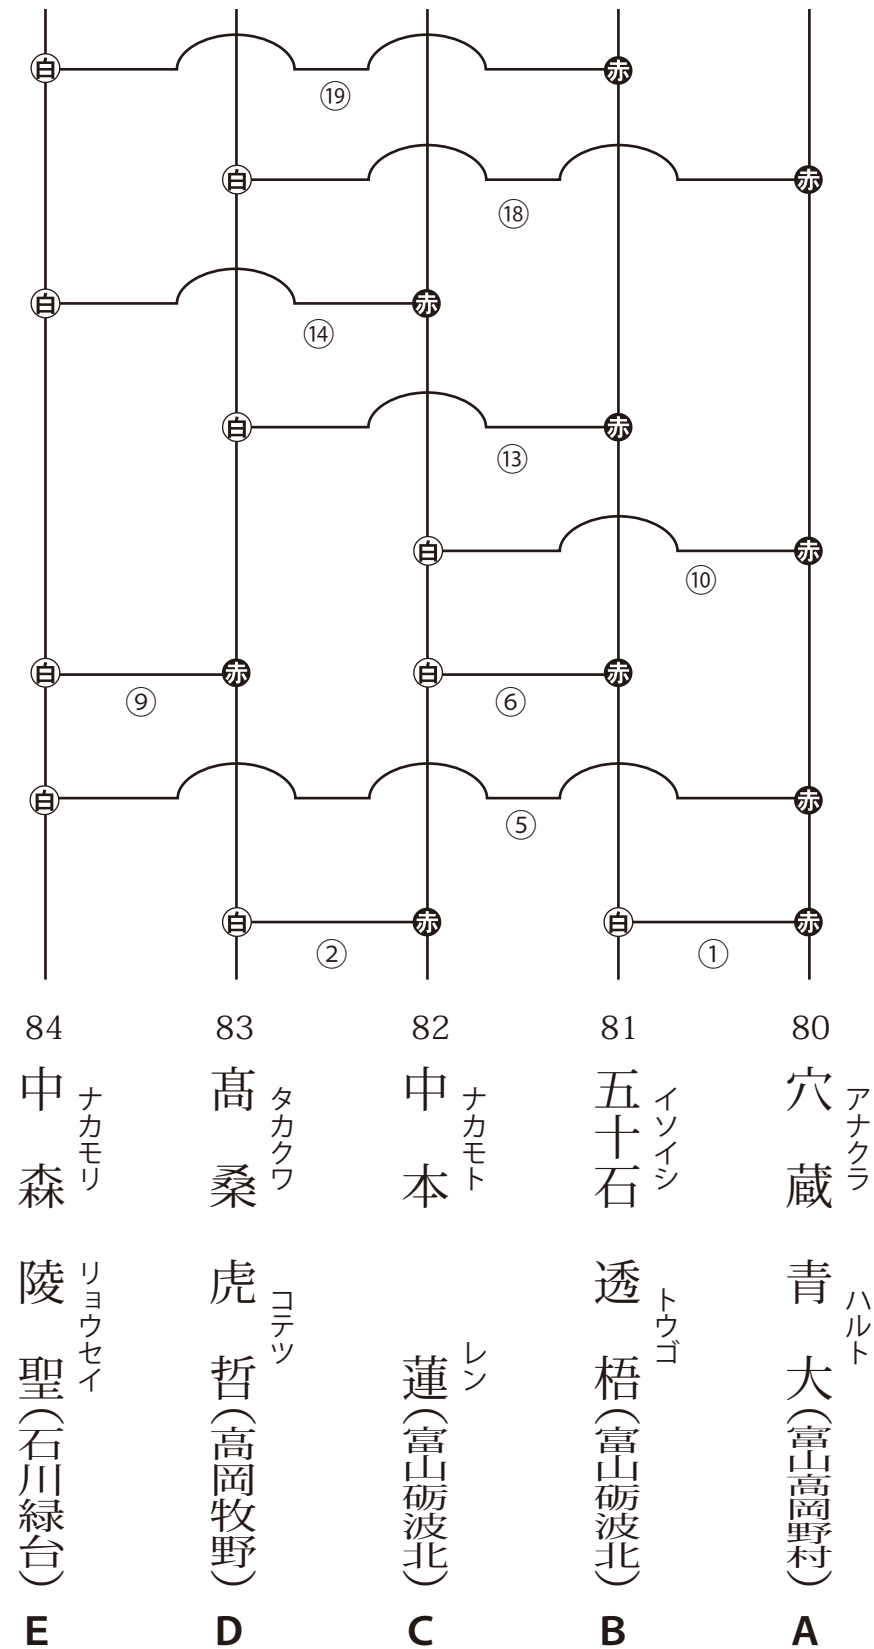 白 赤
⑲
白 赤
⑱
白 赤
⑭
白 赤
⑬
白 赤
⑩
白 赤 白 赤
⑨ ⑥
白 赤
⑤
白 赤 白 赤
② ①
80
アナクラ ハルト
穴蔵 青大(富山高岡野村)
A
81
イソイシ トウゴ
五十石 透梧(富山砺波北)
B
82
ナカモト レン
中本 蓮(富山砺波北)
C
83
タカクワ コテツ
髙桑 虎哲(高岡牧野)
D
84
ナカモリ リョウセイ
中森 陵聖(石川緑台)
E